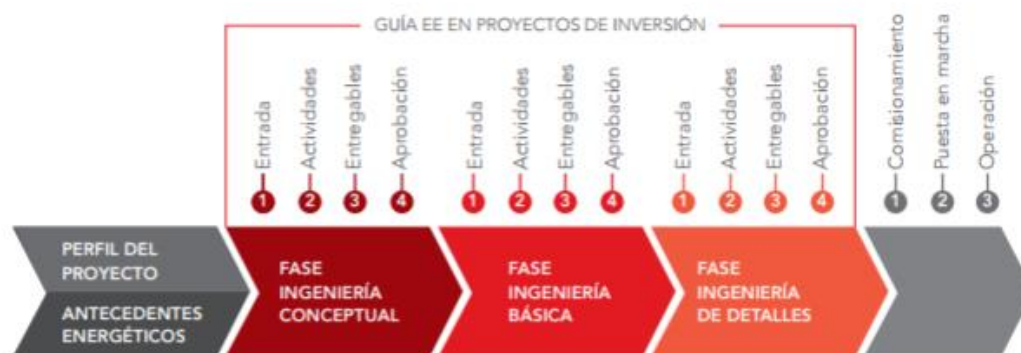 GUÍA EE EN PROYECTOS DE INVERSIÓN
Entrada
Actividades
Entregables
Aprobación
Entrada
Actividades
Entregables
Aprobación
Entrada
Actividades
Entregables
Aprobación
Comisionamiento
Puesta en marcha
Operación
1
2
3
4
1
2
3
4
1
2
3
4
1
2
3
PERFIL DEL
PROYECTO
ANTECEDENTES
ENERGÉTICOS
FASE
INGENIERÍA
CONCEPTUAL
FASE
INGENIERÍA
BÁSICA
FASE
INGENIERÍA
DE DETALLES